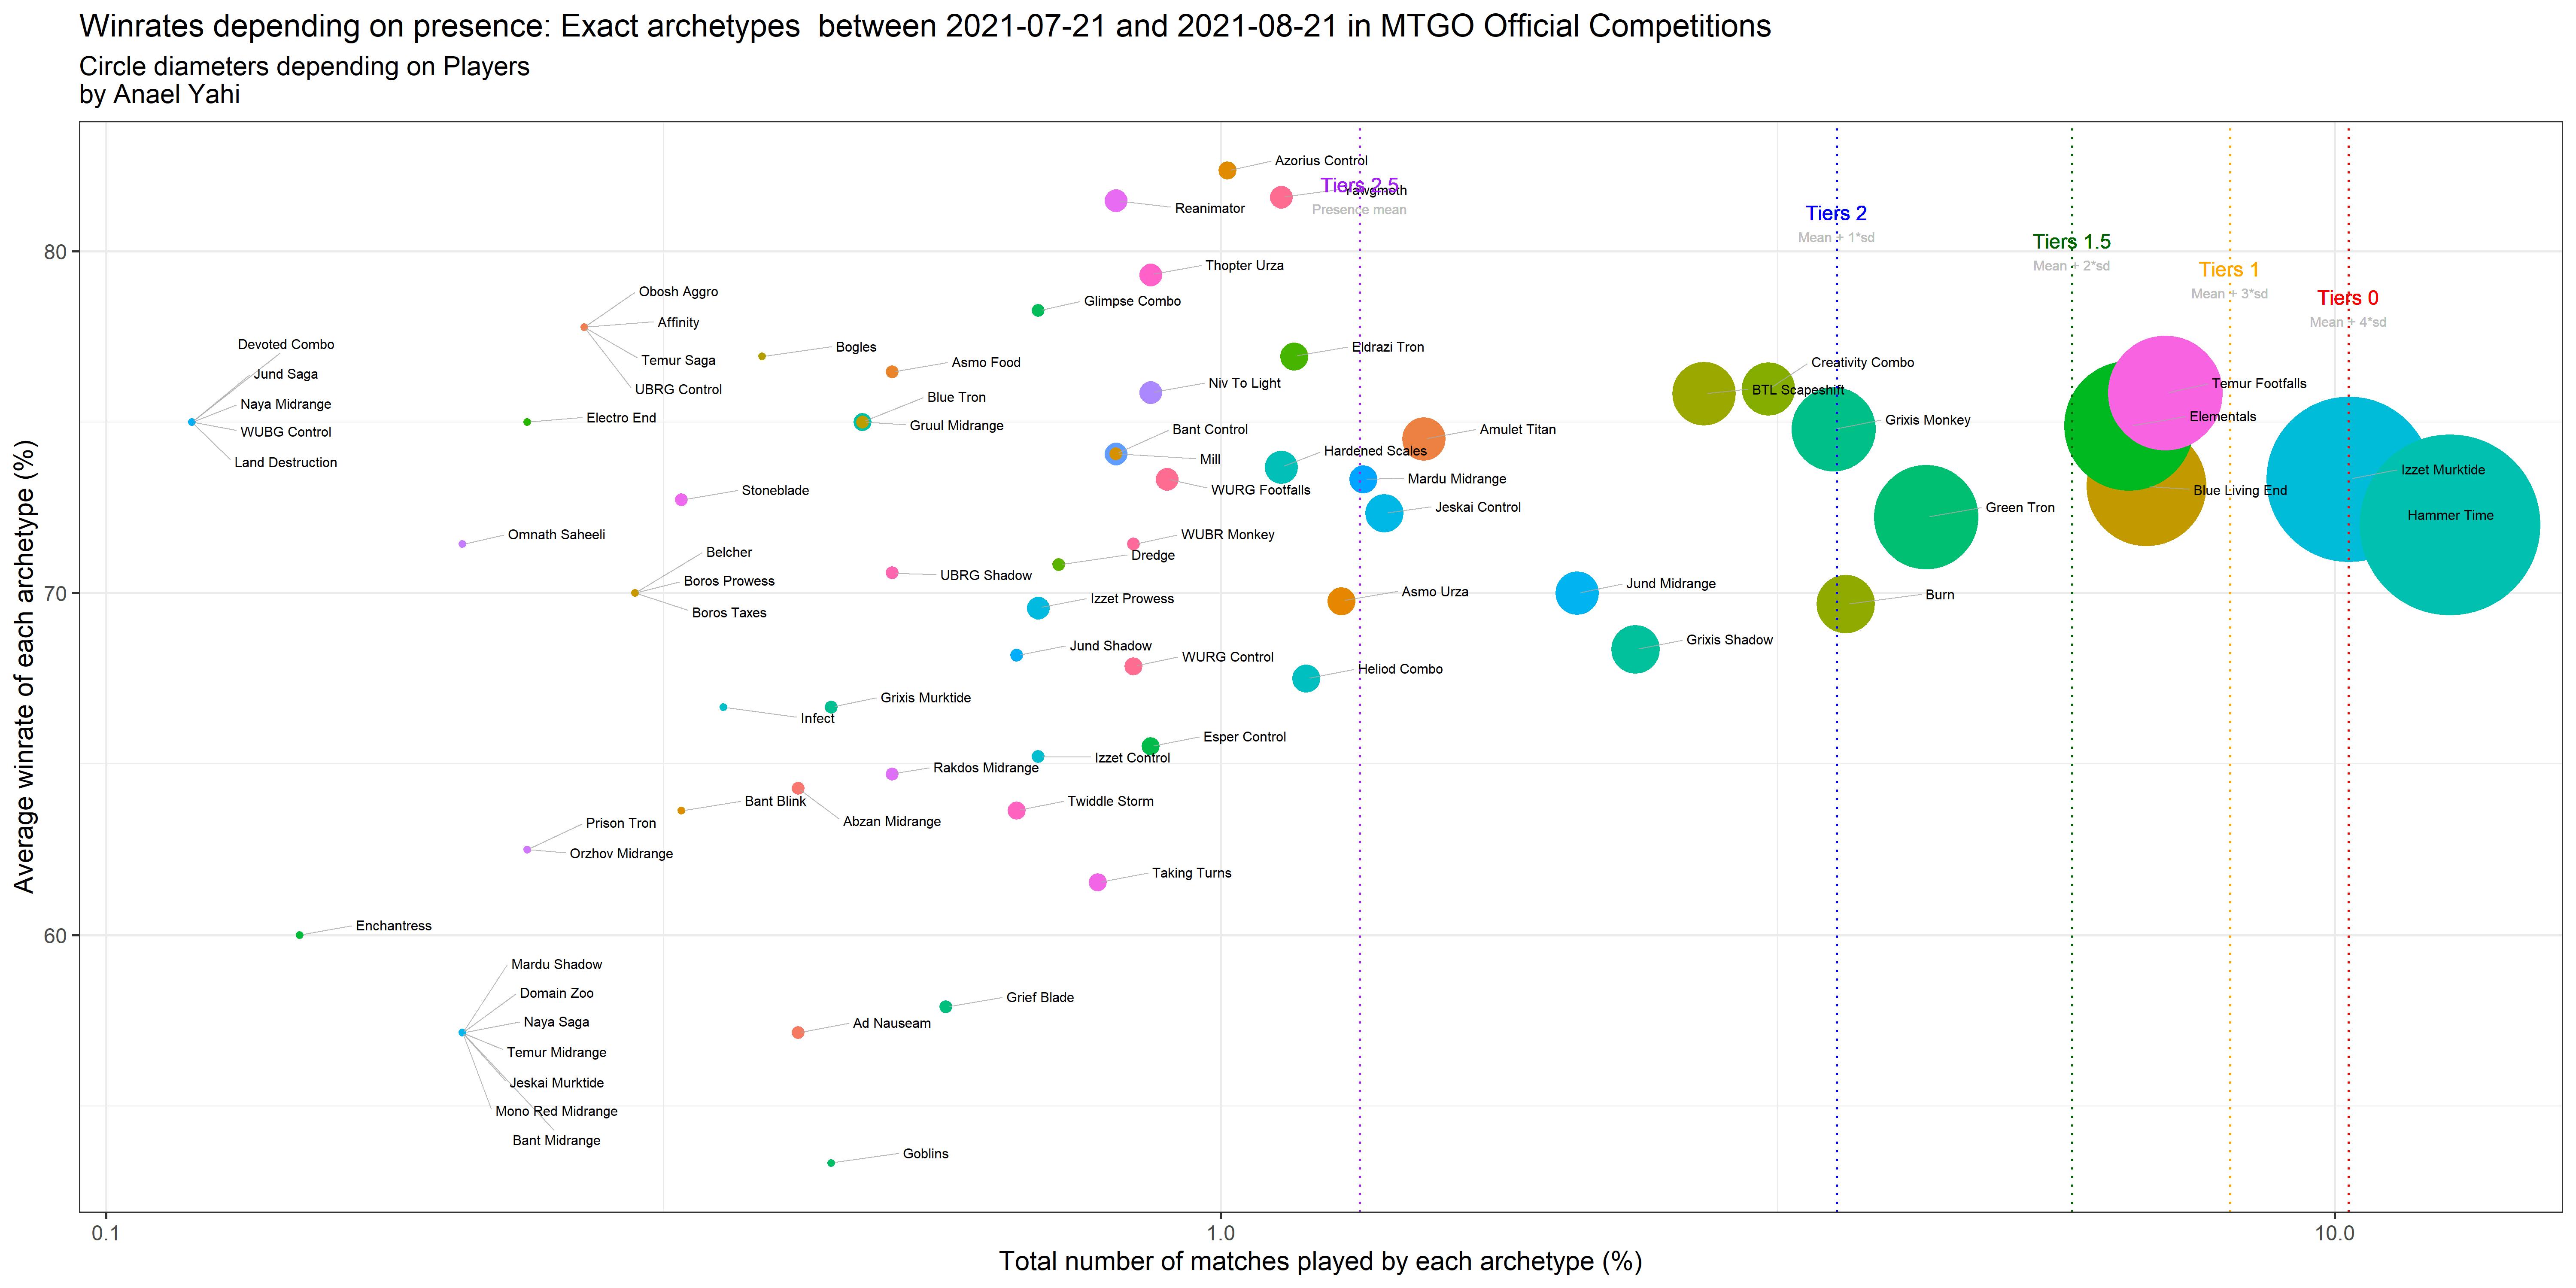 Winrates depending on presence: Exact archetypes  between 2021-07-21 and 2021-08-21 in MTGO Official Competitions
Circle diameters depending on Players
by Anael Yahi
Azorius Control
Tiers 2.5
Yawgmoth
Presence mean
Reanimator
Tiers 2
Mean + 1*sd
Tiers 1.5
Mean + 2*sd
Tiers 1
Mean + 3*sd
Tiers 0
Mean + 4*sd
80
Thopter Urza
Obosh Aggro
Glimpse Combo
Affinity
Devoted Combo
Bogles
Eldrazi Tron
Temur Saga
Asmo Food
Creativity Combo
Jund Saga
UBRG Control
Niv To Light
BTL Scapeshift
Temur Footfalls
Naya Midrange
Blue Tron
Electro End
Gruul Midrange
Elementals
Grixis Monkey
WUBG Control
Bant Control
Amulet Titan
Hardened Scales
Land Destruction
Mill
Izzet Murktide
Mardu Midrange
Stoneblade
WURG Footfalls
Blue Living End
Jeskai Control
Green Tron
Hammer Time
Omnath Saheeli
WUBR Monkey
Belcher
Dredge
UBRG Shadow
Boros Prowess
Jund Midrange
70
Asmo Urza
Burn
Izzet Prowess
Boros Taxes
Grixis Shadow
Jund Shadow
WURG Control
Heliod Combo
Grixis Murktide
Infect
Esper Control
Izzet Control
Rakdos Midrange
Bant Blink
Twiddle Storm
Abzan Midrange
Prison Tron
Orzhov Midrange
Taking Turns
60
Enchantress
Mardu Shadow
Domain Zoo
Grief Blade
Naya Saga
Ad Nauseam
Temur Midrange
Jeskai Murktide
Mono Red Midrange
Bant Midrange
Goblins
Average winrate of each archetype (%)
0.1
1.0
10.0
Total number of matches played by each archetype (%)